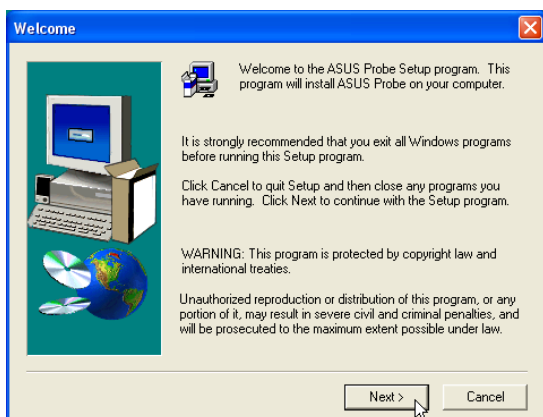 Welcome
Welcome to the ASUS Probe Setup program. This
program will install ASUS Probe on your computer.
It is strongly recommended that you exit all Windows programs
before running this Setup program.
Click Cancel to quit Setup and then close any programs you
have running. Click Next to continue with the Setup program.
WARNING: This program is protected by copyright law and
international treaties.
Unauthorized reproduction or distribution of this program, or any
portion of it, may result in severe civil and criminal penalties, and
will be prosecuted to the maximum extent possible under law.
Next >
Cancel